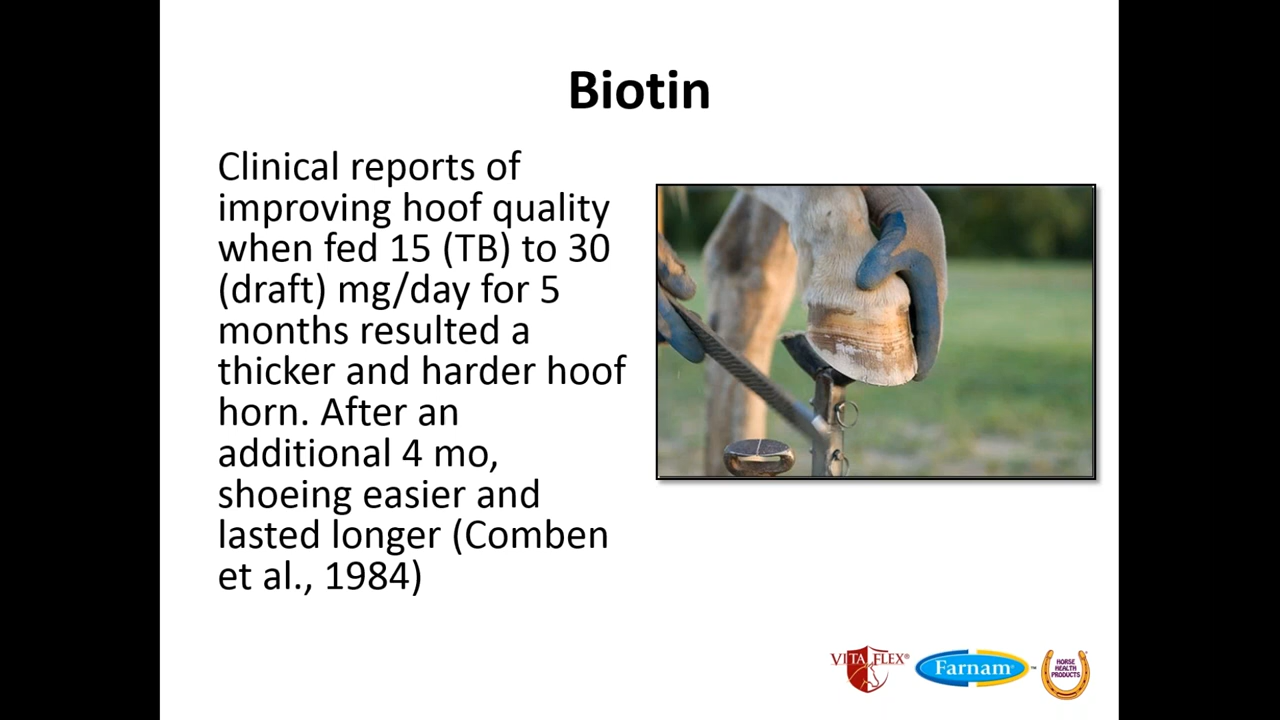 Biotin
Clinical reports of
improving hoof quality
when fed 15 (TB) to 30
(draft) mg/day for 5
months resulted a
thicker and harder hoof
horn. After an
additional 4 mo,
shoeing easier and
lasted longer (Comben
et al., 1984)
VITA FLEX®
Farnam™
HORSE
HEALTH
PRODUCTS